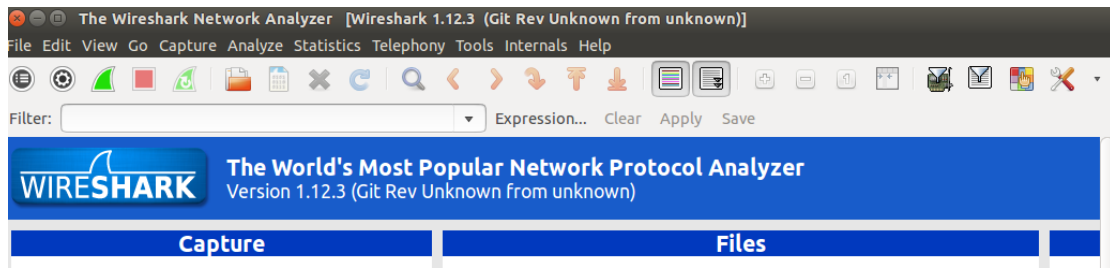 The Wireshark Network Analyzer [Wireshark 1.12.3 (Git Rev Unknown from unknown)]
File Edit View Go Capture Analyze Statistics Telephony Tools Internals Help
Filter: Expression... Clear Apply Save
WIRESHARK
The World's Most Popular Network Protocol Analyzer
Version 1.12.3 (Git Rev Unknown from unknown)
Capture Files